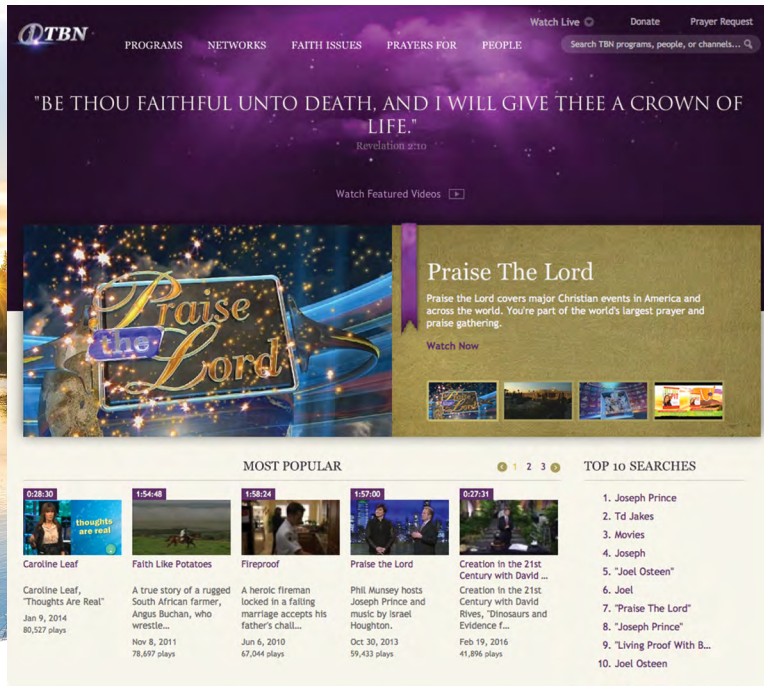 TBN
Watch Live
Donate
Prayer Request
PROGRAMS
NETWORKS
FAITH ISSUES
PRAYERS FOR
PEOPLE
Search TBN programs, people, or channels...
"BE THOU FAITHFUL UNTO DEATH, AND I WILL GIVE THEE A CROWN OF
LIFE."
Revelation 2:10
Watch Featured Videos
Praise
the
Lord
Praise The Lord
Praise the Lord covers major Christian events in America and
across the world. You're part of the world's largest prayer and
praise gathering.
Watch Now
MOST POPULAR
1 2 3
0:28:30
thoughts
are real
Caroline Leaf
Caroline Leaf,
"Thoughts Are Real"
Jan 9, 2014
80,527 plays
1:54:48
Faith Like Potatoes
A true story of a rugged
South African farmer,
Angus Buchan, who
wrestle...
Nov 8, 2011
78,697 plays
1:58:24
Fireproof
A heroic fireman
locked in a failing
marriage accepts his
father's chall...
Jun 6, 2010
67,044 plays
1:57:00
Praise the Lord
Phil Munsey hosts
Joseph Prince and
music by Israel
Houghton.
Oct 30, 2013
59,433 plays
0:27:31
Creation in the 21st
Century with David ...
Creation in the 21st
Century with David
Rives, "Dinosaurs and
Evidence f...
Feb 19, 2016
41,896 plays
TOP 10 SEARCHES
1. Joseph Prince
2. Td Jakes
3. Movies
4. Joseph
5. "Joel Osteen"
6. Joel
7. "Praise The Lord"
8. "Joseph Prince"
9. "Living Proof With B...
10. Joel Osteen